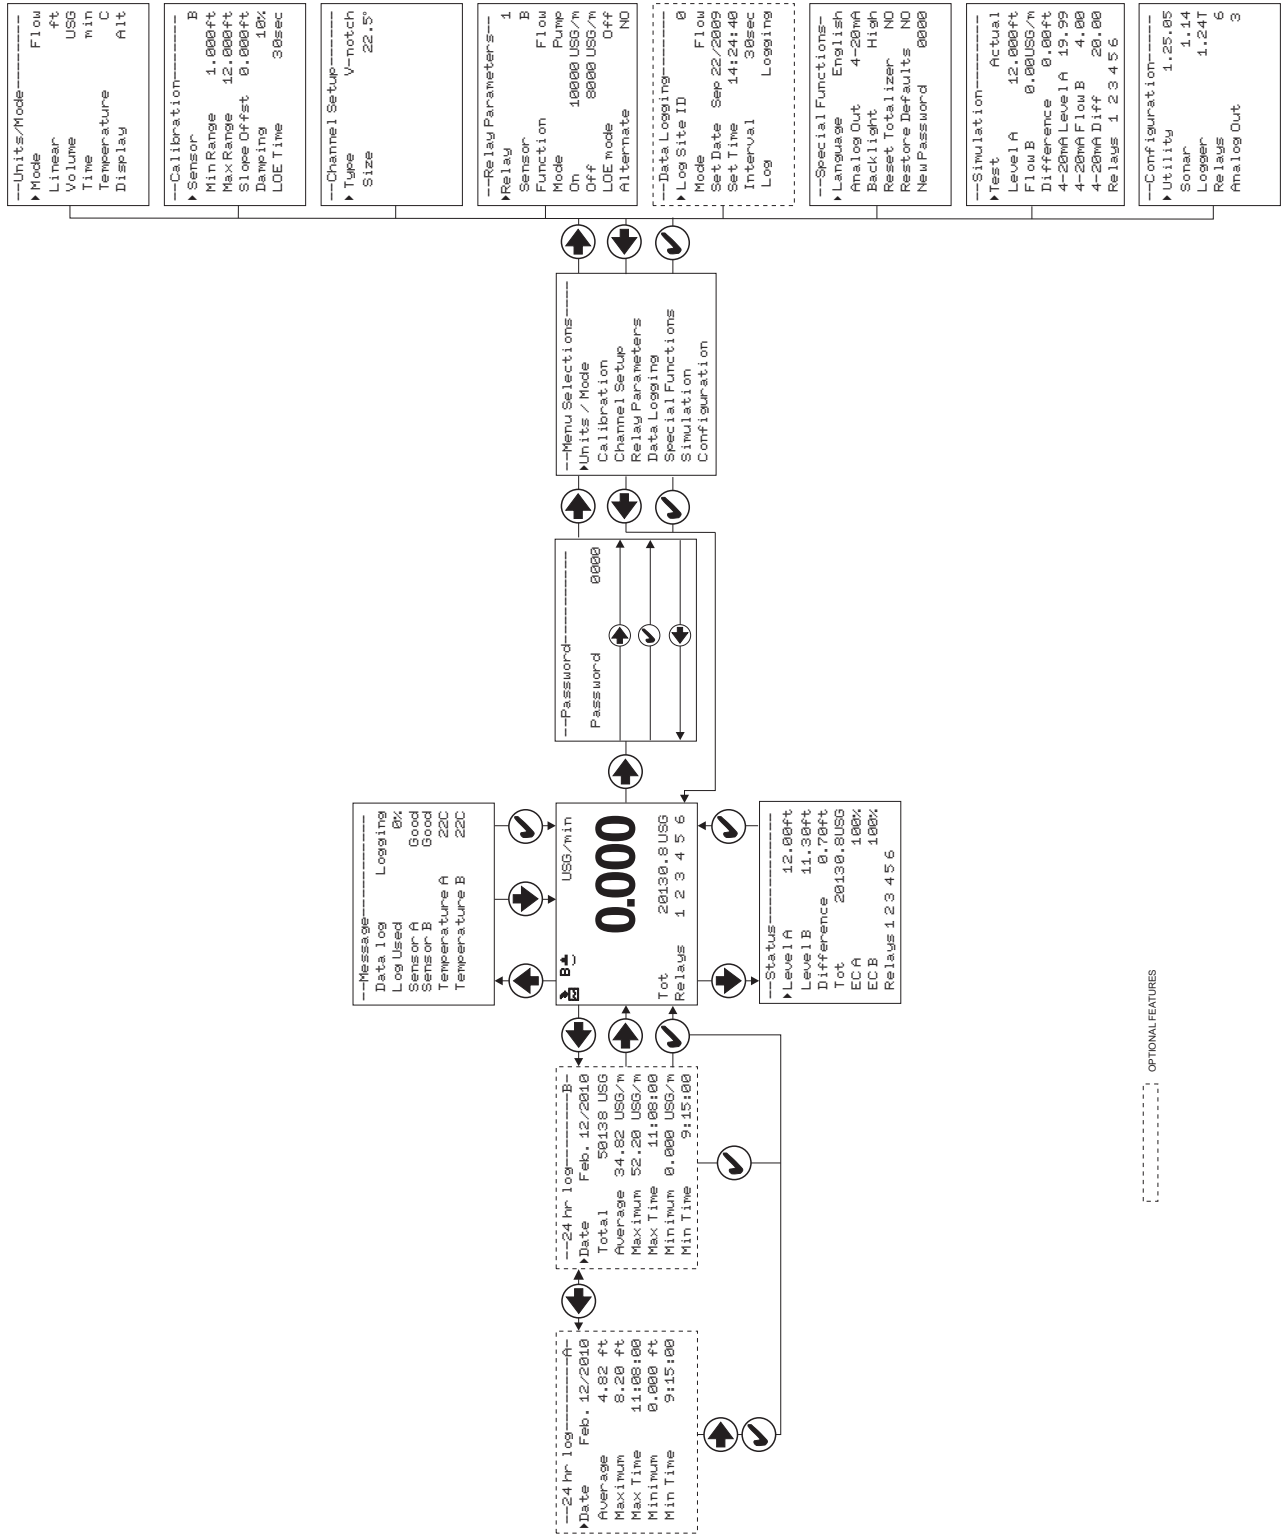 --24 hr log--------A-
▶Date Feb. 12/2010
Average 4.82 ft
Maximum 8.20 ft
Max Time 11:08:00
Minimum 0.000 ft
Min Time 9:15:00
--24 hr log--------B-
▶Date Feb. 12/2010
Total 50138 USG
Average 34.82 USG/m
Maximum 52.20 USG/m
Max Time 11:08:00
Minimum 0.000 USG/m
Min Time 9:15:00
--Message------------
Data log Logging
Log Used 0%
Sensor A Good
Sensor B Good
Temperature A 22C
Temperature B 22C
B USG/min
0.000
Tot 20130.8USG
Relays 1 2 3 4 5 6
--Status-------------
▶Level A 12.00ft
Level B 11.30ft
Difference 0.70ft
Tot 20130.8USG
EC A 100%
EC B 100%
Relays 1 2 3 4 5 6
--Password-----------
Password 0000
--Menu Selections----
▶Units / Mode
Calibration
Channel Setup
Relay Parameters
Data Logging
Special Functions
Simulation
Configuration
--Units/Mode---------
▶Mode Flow
Linear ft
Volume USG
Time min
Temperature C
Display Alt
--Calibration--------
▶Sensor B
Min Range 1.000ft
Max Range 12.000ft
Slope Offst 0.000ft
Damping 10%
LOE Time 30sec
--Channel Setup------
▶Type V-notch
Size 22.5°
--Relay Parameters---
▶Relay 1
Sensor B
Function Flow
Mode Pump
On 10000 USG/m
Off 8000 USG/m
LOE mode Off
Alternate NO
--Data Logging-------
▶Log Site ID 0
Mode Flow
Set Date Sep 22/2009
Set Time 14:24:40
Interval 30sec
Log Logging
--Special Functions-
▶Language English
Analog Out 4-20mA
Backlight High
Reset Totalizer NO
Restore Defaults NO
New Password 0000
--Simulation---------
▶Test Actual
Level A 12.000ft
Flow B 0.00USG/m
Difference 0.00ft
4-20mA Level A 19.99
4-20mA Flow B 4.00
4-20mA Diff 20.00
Relays 1 2 3 4 5 6
--Configuration------
▶Utility 1.25.05
Sonar 1.14
Logger 1.24T
Relays 6
Analog Out 3
OPTIONAL FEATURES